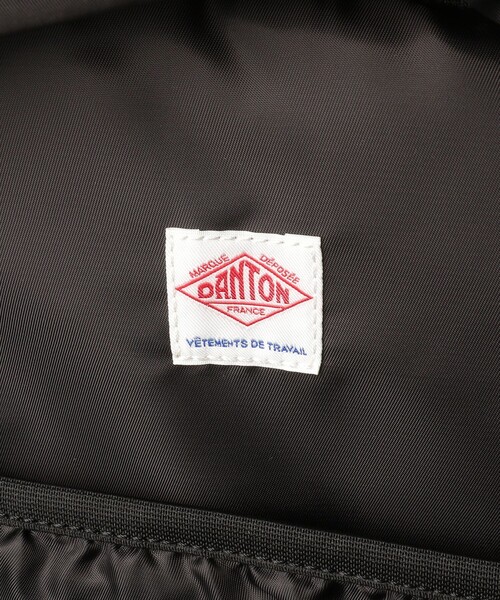 MARQUE DÉPOSÉE
DANTON
FRANCE
VÊTEMENTS DE TRAVAIL